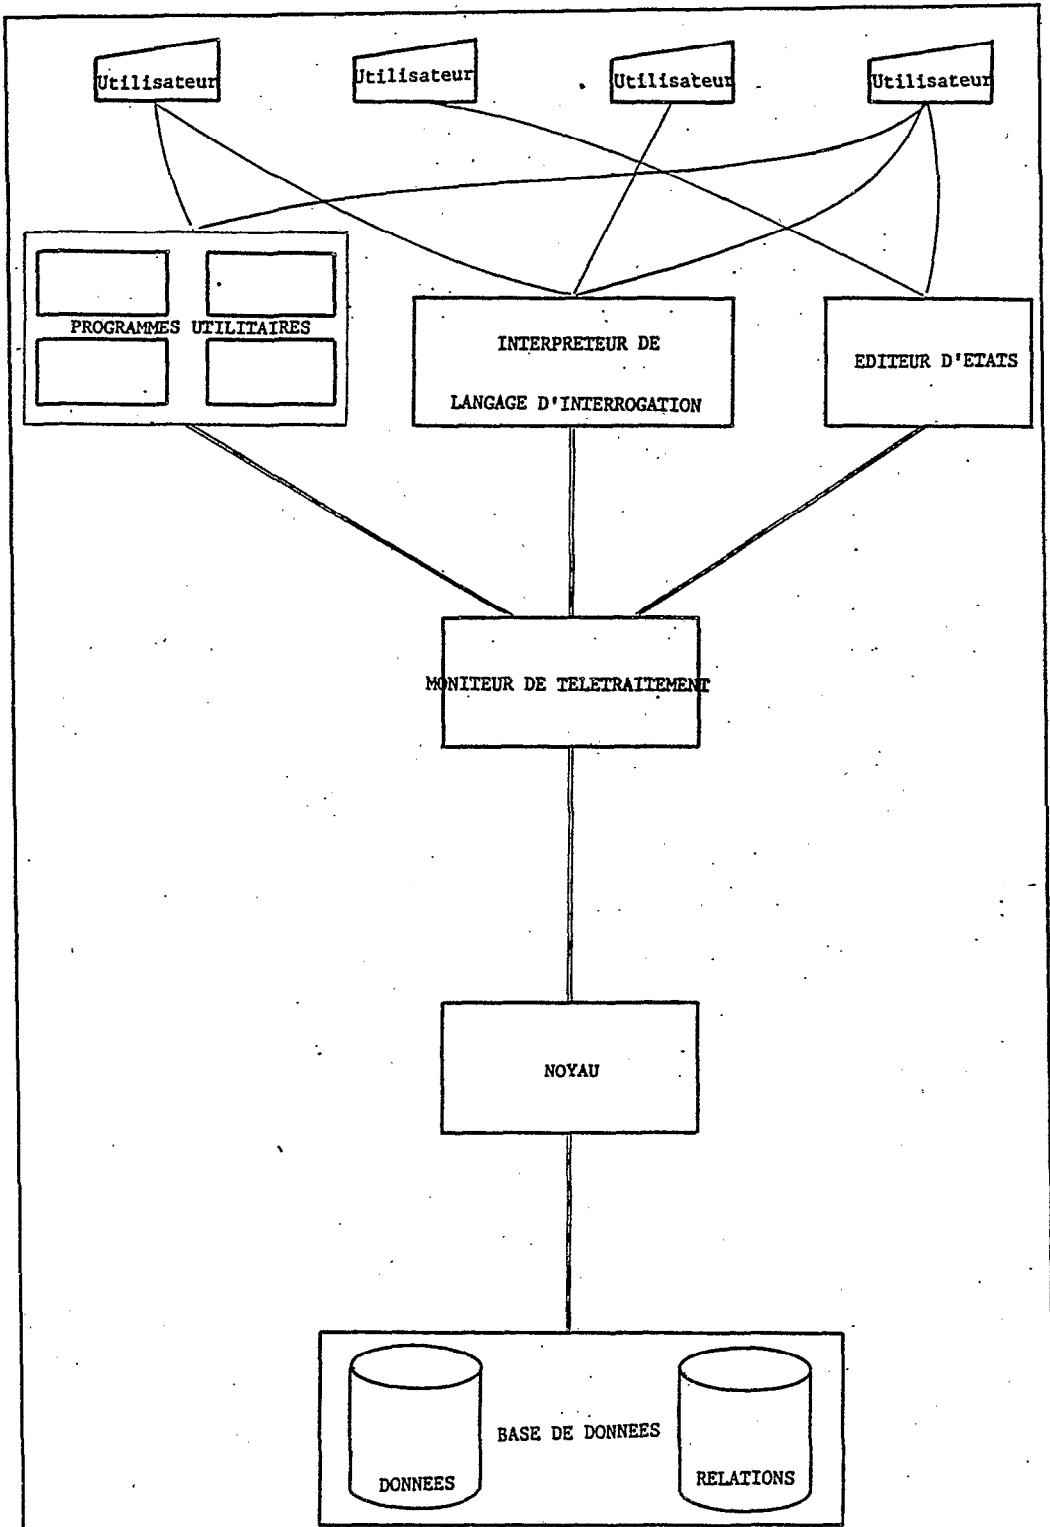 Utilisateur
Utilisateur
Utilisateur
Utilisateur
PROGRAMMES UTILITAIRES
INTERPRETEUR DE
LANGAGE D'INTERROGATION
EDITEUR D'ETATS
MONITEUR DE TELETRAITEMENT
NOYAU
BASE DE DONNEES
DONNEES
RELATIONS